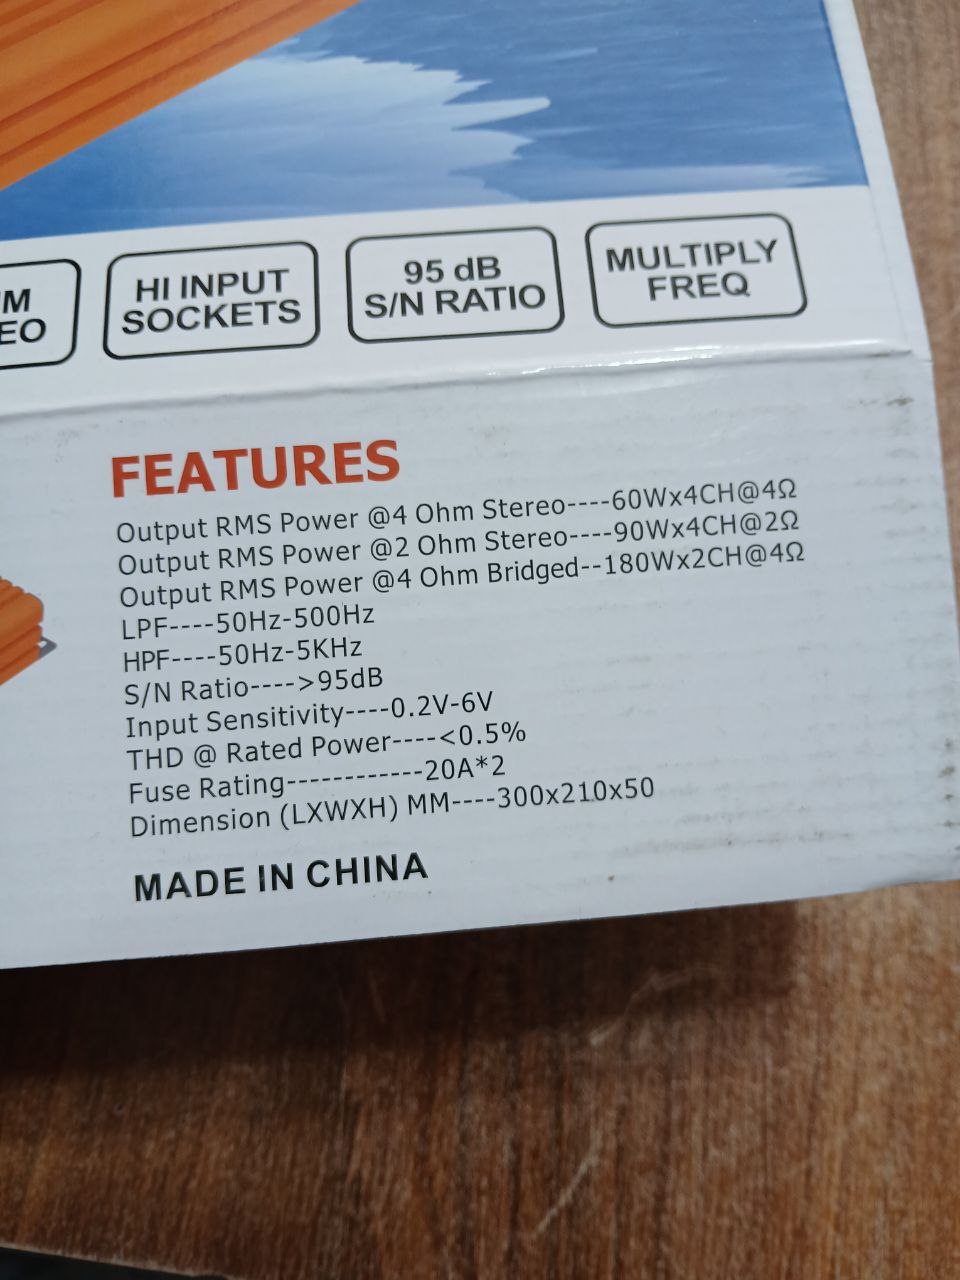 HI INPUT
SOCKETS
95 dB
S/N RATIO
MULTIPLY
FREQ
FEATURES
Output RMS Power @4 Ohm Stereo----60Wx4CH@4Ω
Output RMS Power @2 Ohm Stereo----90Wx4CH@2Ω
Output RMS Power @4 Ohm Bridged--180Wx2CH@4Ω
LPF----50Hz-500Hz
HPF----50Hz-5KHz
S/N Ratio---->95dB
Input Sensitivity----0.2V-6V
THD @ Rated Power----<0.5%
Fuse Rating------------20A*2
Dimension (LXWXH) MM----300x210x50
MADE IN CHINA